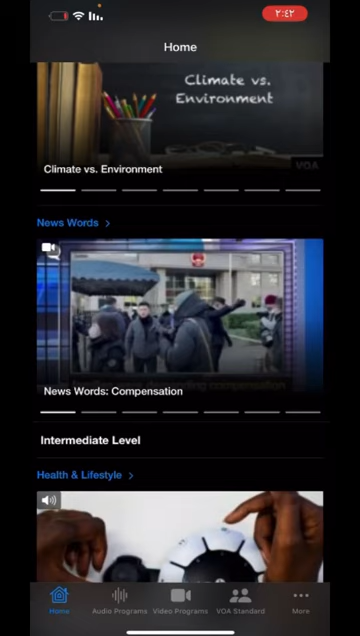 ٢:٤٢
Home
Climate vs.
Environment
VOA
Climate vs. Environment
News Words >
News Words: Compensation
Intermediate Level
Health & Lifestyle >
Home
Audio Programs
Video Programs
VOA Standard
More